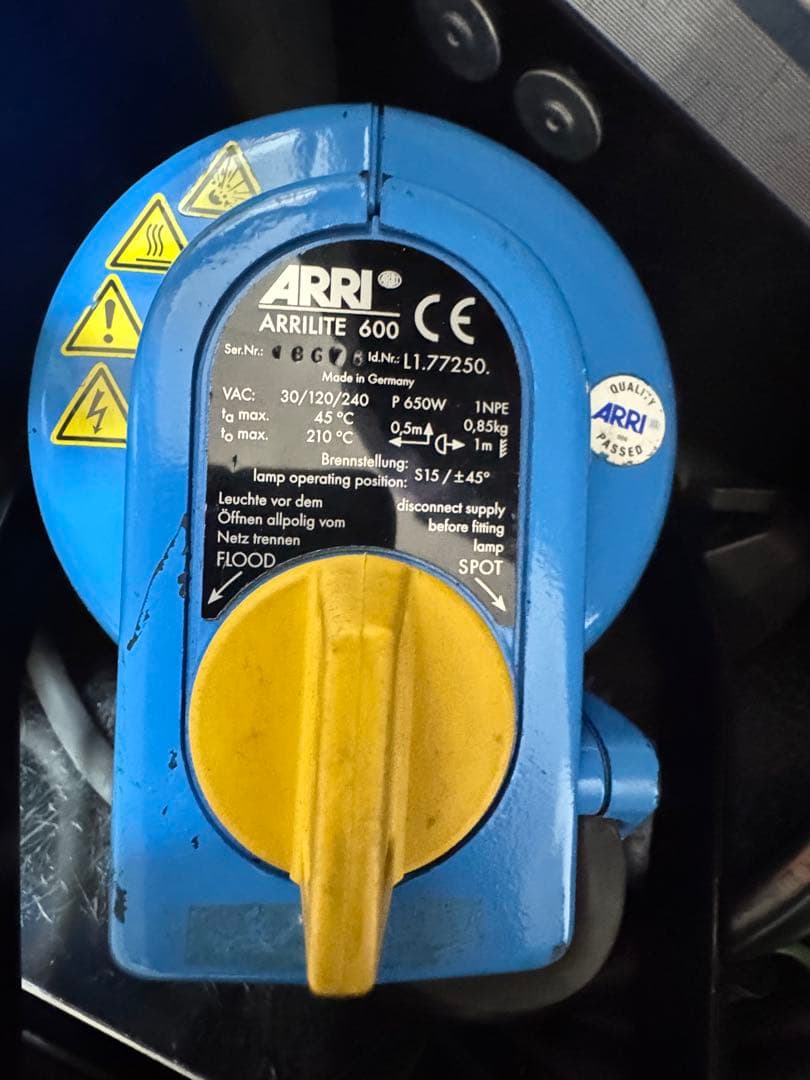 ARRI
ARRILITE 600 CE
Ser.Nr.: Id.Nr.: L1.77250.
Made in Germany
VAC: 30/120/240 P 650W 1NPE
ta max. 45 °C 0,5m 0,85kg
to max. 210 °C 1m
Brennstellung:
lamp operating position: S15 / ±45°
Leuchte vor dem
Öffnen allpolig vom
Netz trennen
disconnect supply
before fitting
lamp
FLOOD SPOT
QUALITY
ARRI
PASSED